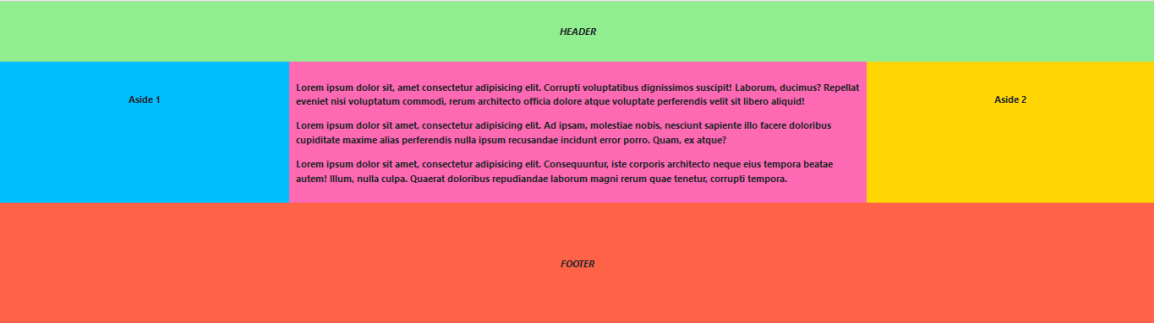 HEADER
Aside 1
Lorem ipsum dolor sit, amet consectetur adipisicing elit. Corrupti voluptatibus dignissimos suscipit! Laborum, ducimus? Repellat
eveniet nisi voluptatum commodi, rerum architecto officia dolore atque voluptate perferendis velit sit libero aliquid!
Lorem ipsum dolor sit amet, consectetur adipisicing elit. Ad ipsam, molestiae nobis, nesciunt sapiente illo facere doloribus
cupiditate maxime alias perferendis nulla ipsum recusandae incidunt error porro. Quam, ex atque?
Lorem ipsum dolor sit amet, consectetur adipisicing elit. Consequuntur, iste corporis architecto neque eius tempora beatae
autem! Illum, nulla culpa. Quaerat doloribus repudiandae laborum magni rerum quae tenetur, corrupti tempora.
Aside 2
FOOTER